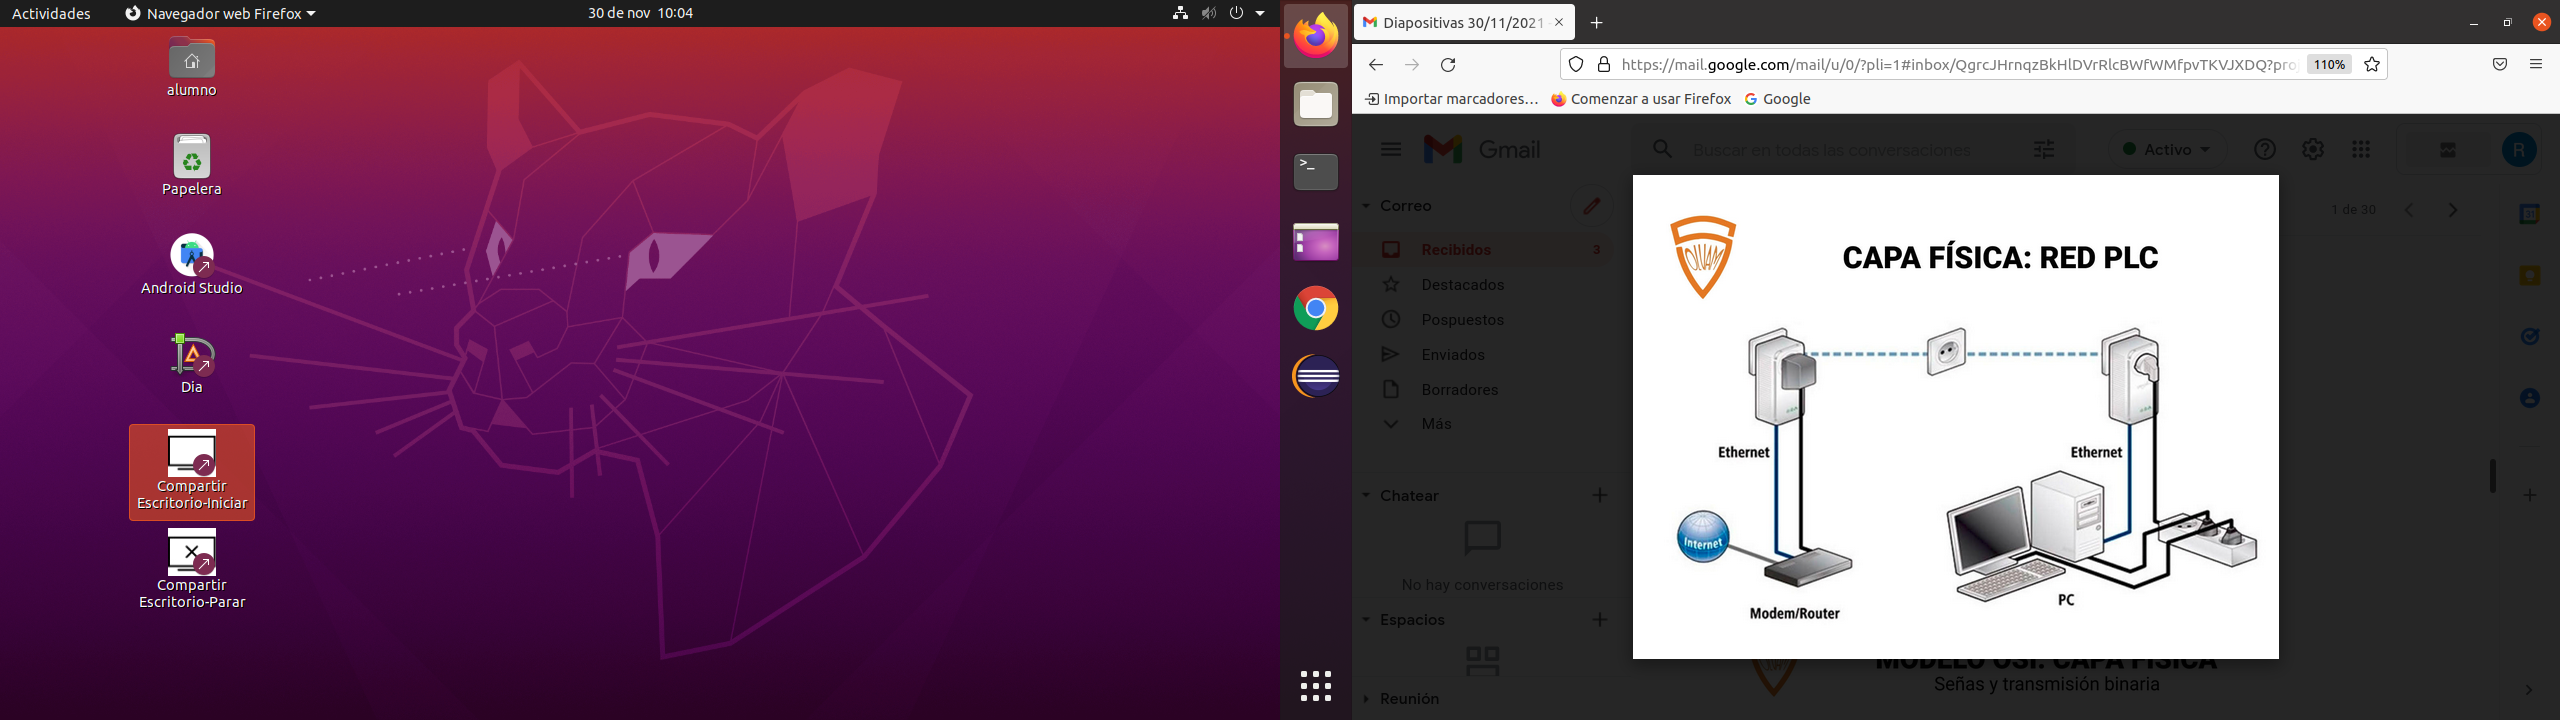 Actividades
Navegador web Firefox
30 de nov 10:04
alumno
Papelera
Android Studio
Dia
Compartir
Escritorio-Iniciar
Compartir
Escritorio-Parar
Diapositivas 30/11/2021
https://mail.google.com/mail/u/0/?pli=1#inbox/QgrcJHrnqzBkHlDVrRlcBWfWMfpvTKVJXDQ?pro
110%
Importar marcadores…
Comenzar a usar Firefox
Google
Gmail
Buscar en todas las conversaciones
Activo
R
Correo
1 de 30
Recibidos 3
Destacados
Pospuestos
Enviados
Borradores
Más
Chatear
No hay conversaciones
Espacios
Reunión
OUAM
CAPA FÍSICA: RED PLC
Ethernet
Ethernet
Internet
Modem/Router
PC
MODELO OSI: CAPA FÍSICA
Señas y transmisión binaria